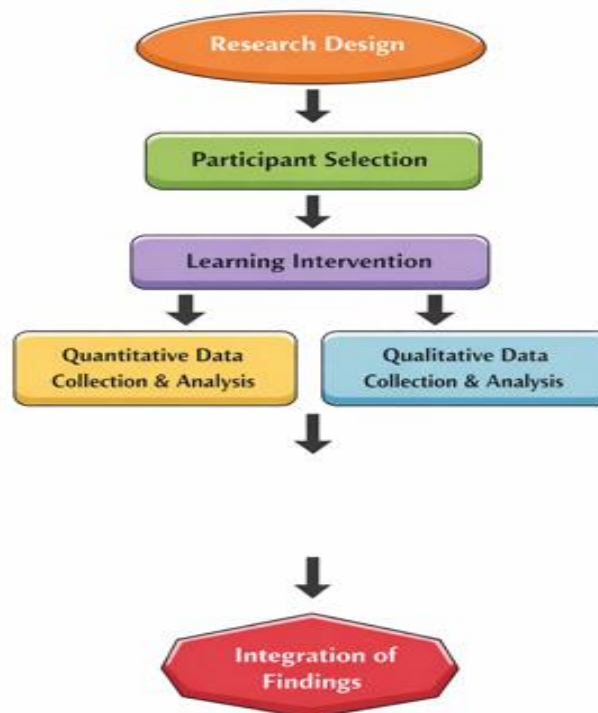 Research Design
Participant Selection
Learning Intervention
Quantitative Data
Collection & Analysis
Qualitative Data
Collection & Analysis
Integration of
Findings